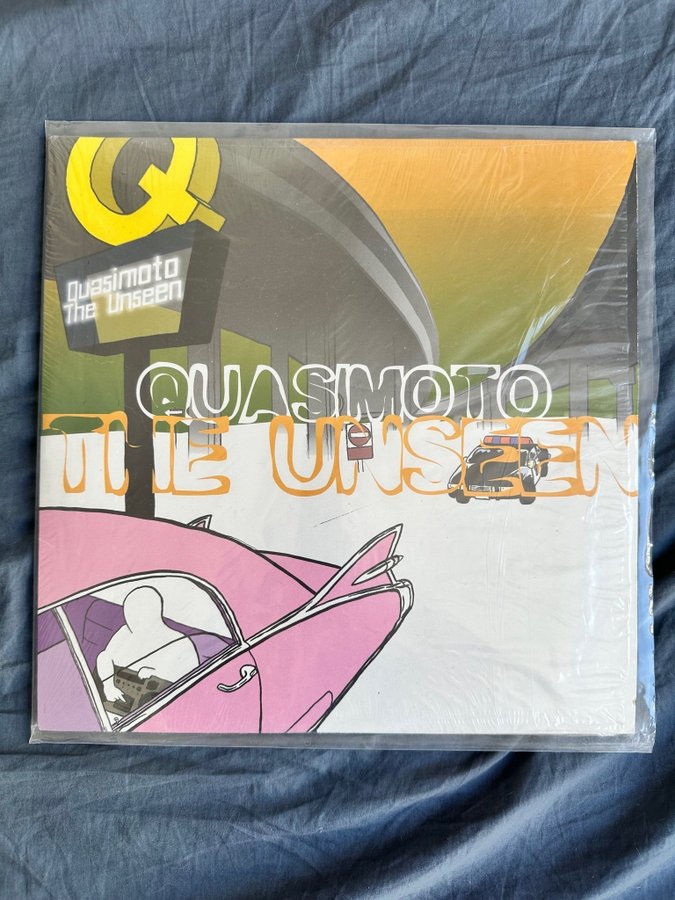 Q
Quasimoto
The Unseen
QUASIMOTO
THE UNSEEN